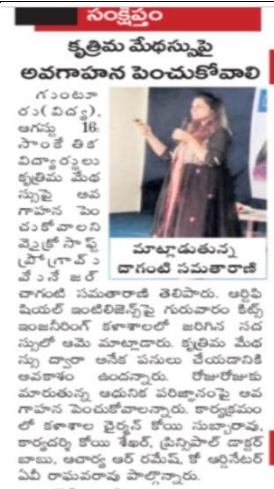 సంక్షిప్తం
కృత్రిమ మేథస్సుపై
అవగాహన పెంచుకోవాలి
గుంటూ
రు(విద్య),
ఆగస్టు 16:
సాంకేతిక
విద్యార్థులు
కృత్రిమ మేథ
స్సుపై అవ
గాహన పెం
చుకోవాలని
మైక్రోసాఫ్ట్
ప్రోగ్రామ్
మేనేజర్
మాట్లాడుతున్న
చాగంటి సమతారాణి
చాగంటి సమతారాణి తెలిపారు. ఆర్టిఫి
షియల్ ఇంటిలిజెన్స్‌పై గురువారం కిట్స్
ఇంజనీరింగ్ కళాశాలలో జరిగిన సద
స్సులో ఆమె మాట్లాడారు. కృత్రిమ మేథ
స్సు ద్వారా అనేక పనులు చేయడానికి
అవకాశం ఉందన్నారు. రోజురోజుకు
మారుతున్న ఆధునిక పరిజ్ఞానంపై అవ
గాహన పెంచుకోవాలన్నారు. కార్యక్రమం
లో కళాశాల ఛైర్మన్ కోయి సుబ్బారావు,
కార్యదర్శి కోయి శేఖర్, ప్రిన్సిపాల్ డాక్టర్
బాబు, ఆచార్య ఆర్ రమేష్, కో ఆర్డినేటర్
ఏవీ రాఘవరావు పాల్గొన్నారు.